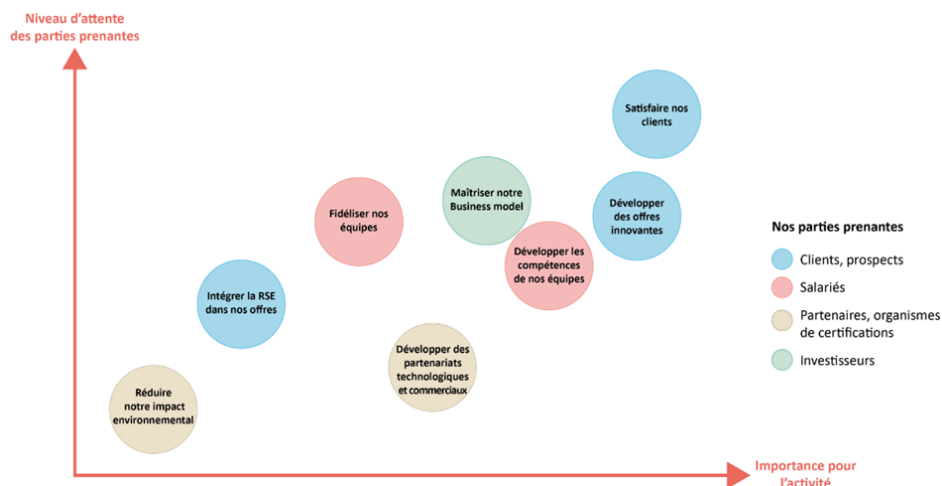 Niveau d'attente
des parties prenantes
Satisfaire nos
clients
Maîtriser notre
Business model
Développer
des offres
innovantes
Fidéliser nos
équipes
Développer les
compétences
de nos équipes
Intégrer la RSE
dans nos offres
Développer des
partenariats
technologiques
et commerciaux
Réduire
notre impact
environnemental
Nos parties prenantes
Clients, prospects
Salariés
Partenaires, organismes
de certifications
Investisseurs
Importance pour
l'activité